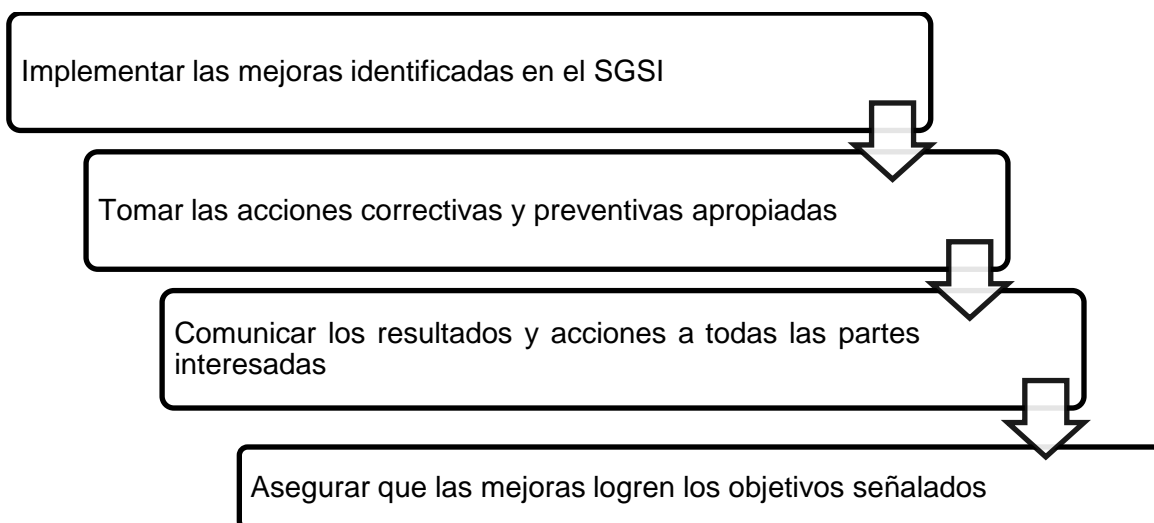 Implementar las mejoras identificadas en el SGSI
Tomar las acciones correctivas y preventivas apropiadas
Comunicar los resultados y acciones a todas las partes
interesadas
Asegurar que las mejoras logren los objetivos señalados